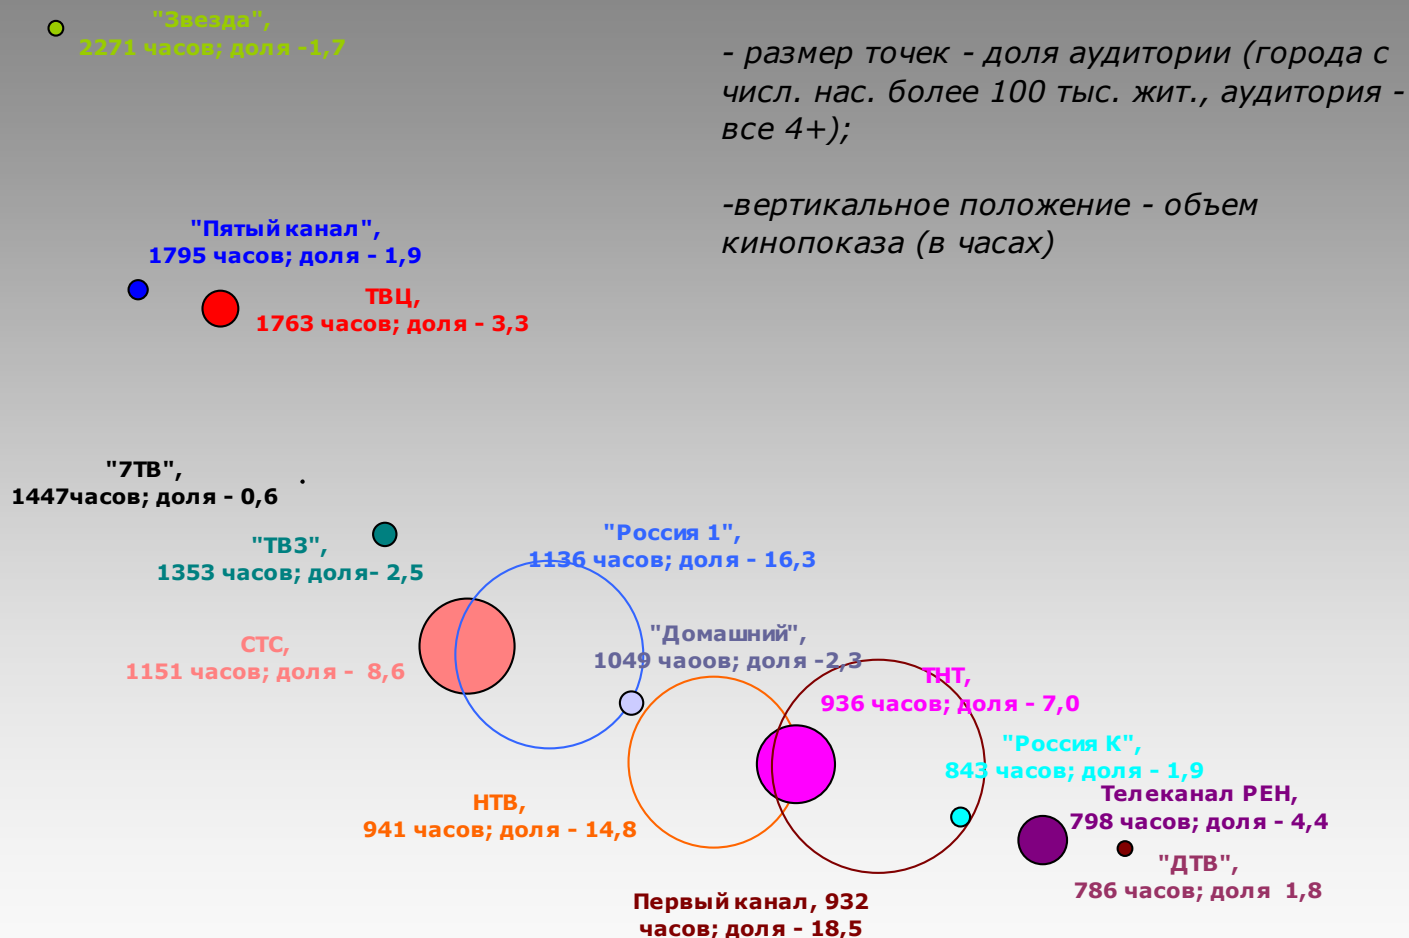 "Звезда",
2271 часов; доля -1,7
- размер точек - доля аудитории (города с
числ. нас. более 100 тыс. жит., аудитория -
все 4+);
-вертикальное положение - объем
кинопоказа (в часах)
"Пятый канал",
1795 часов; доля - 1,9
ТВЦ,
1763 часов; доля - 3,3
"7ТВ",
1447часов; доля - 0,6
"ТВ3",
1353 часов; доля- 2,5
"Россия 1",
1136 часов; доля - 16,3
СТС,
1151 часов; доля -  8,6
"Домашний",
1049 чаоов; доля -2,3
ТНТ,
936 часов; доля - 7,0
"Россия К",
843 часов; доля - 1,9
НТВ,
941 часов; доля - 14,8
Телеканал РЕН,
798 часов; доля - 4,4
"ДТВ",
786 часов; доля  1,8
Первый канал, 932
часов; доля - 18,5